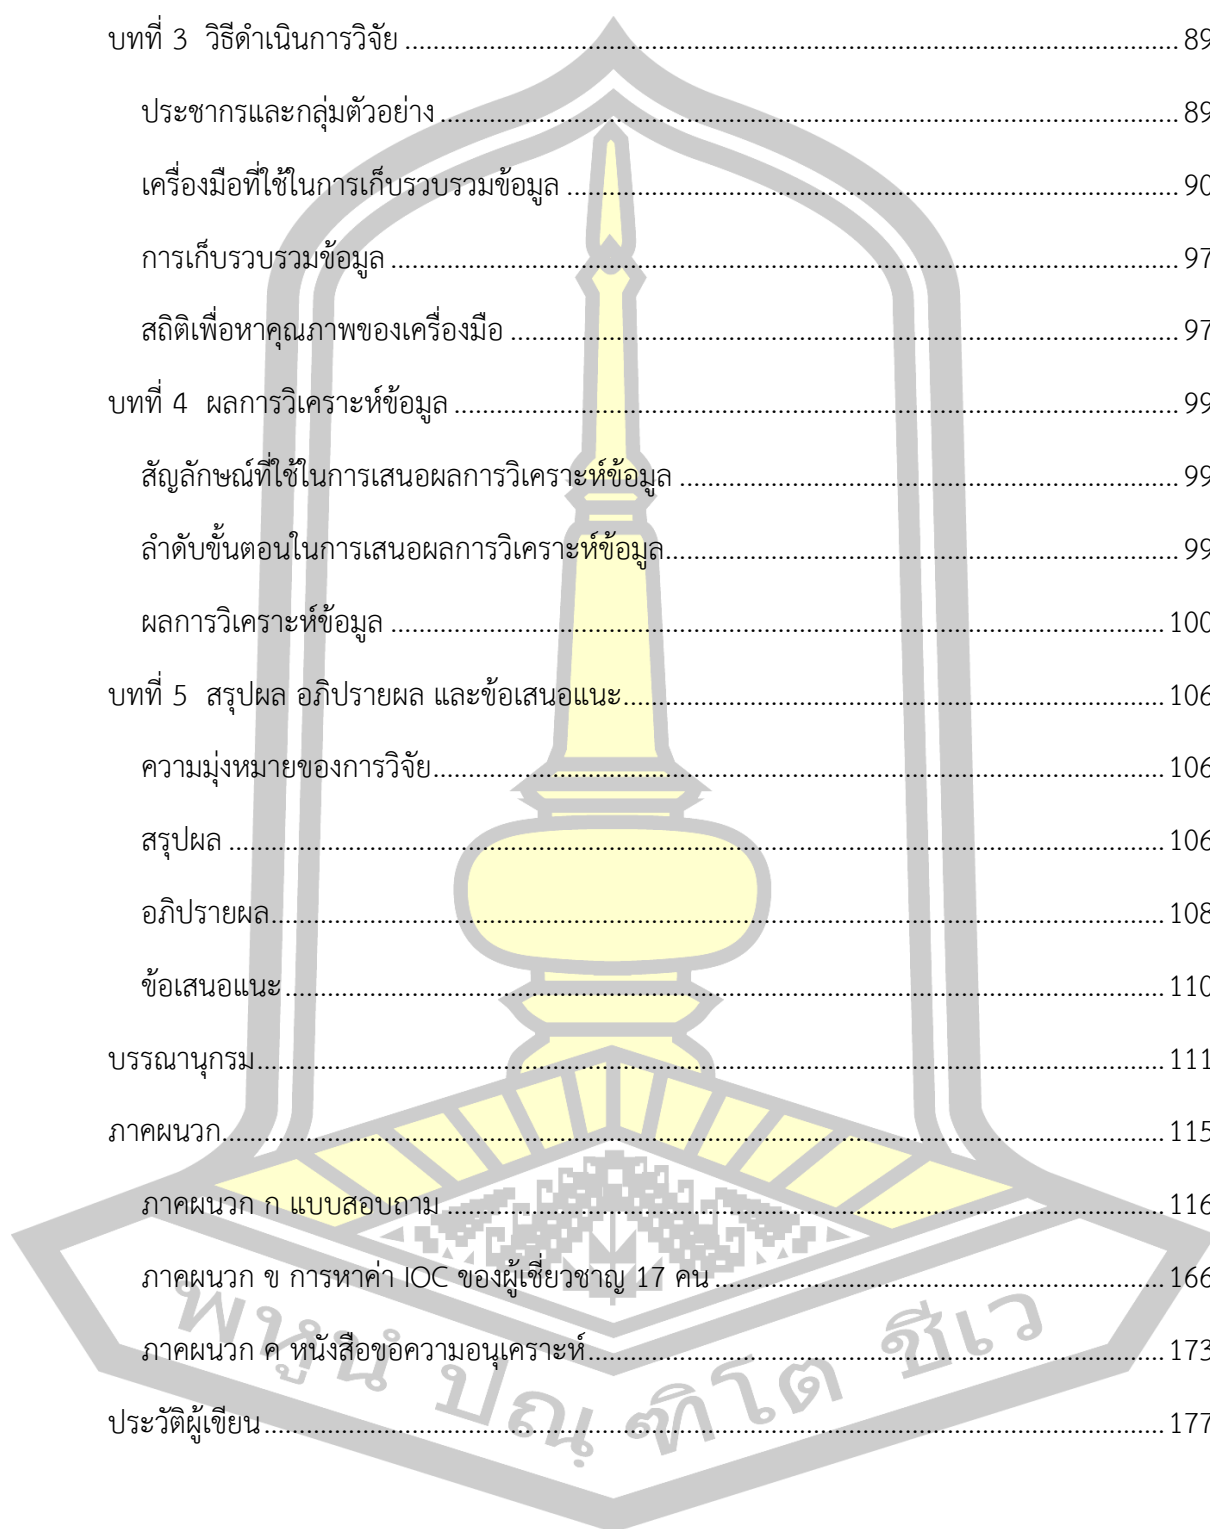 บทที่ 3 วิธีดำเนินการวิจัย ........................................ 89
ประชากรและกลุ่มตัวอย่าง ........................................ 89
เครื่องมือที่ใช้ในการเก็บรวบรวมข้อมูล ........................................ 90
การเก็บรวบรวมข้อมูล ........................................ 97
สถิติเพื่อหาคุณภาพของเครื่องมือ ........................................ 97
บทที่ 4 ผลการวิเคราะห์ข้อมูล ........................................ 99
สัญลักษณ์ที่ใช้ในการเสนอผลการวิเคราะห์ข้อมูล ........................................ 99
ลำดับขั้นตอนในการเสนอผลการวิเคราะห์ข้อมูล ........................................ 99
ผลการวิเคราะห์ข้อมูล ........................................ 100
บทที่ 5 สรุปผล อภิปรายผล และข้อเสนอแนะ ........................................ 106
ความมุ่งหมายของการวิจัย ........................................ 106
สรุปผล ........................................ 106
อภิปรายผล ........................................ 108
ข้อเสนอแนะ ........................................ 110
บรรณานุกรม ........................................ 111
ภาคผนวก ........................................ 115
ภาคผนวก ก แบบสอบถาม ........................................ 116
ภาคผนวก ข การหาค่า IOC ของผู้เชี่ยวชาญ 17 คน ........................................ 166
ภาคผนวก ค หนังสือขอความอนุเคราะห์ ........................................ 173
ประวัติผู้เขียน ........................................ 177
พหูนํ ปณฺฑิโต ชีเว